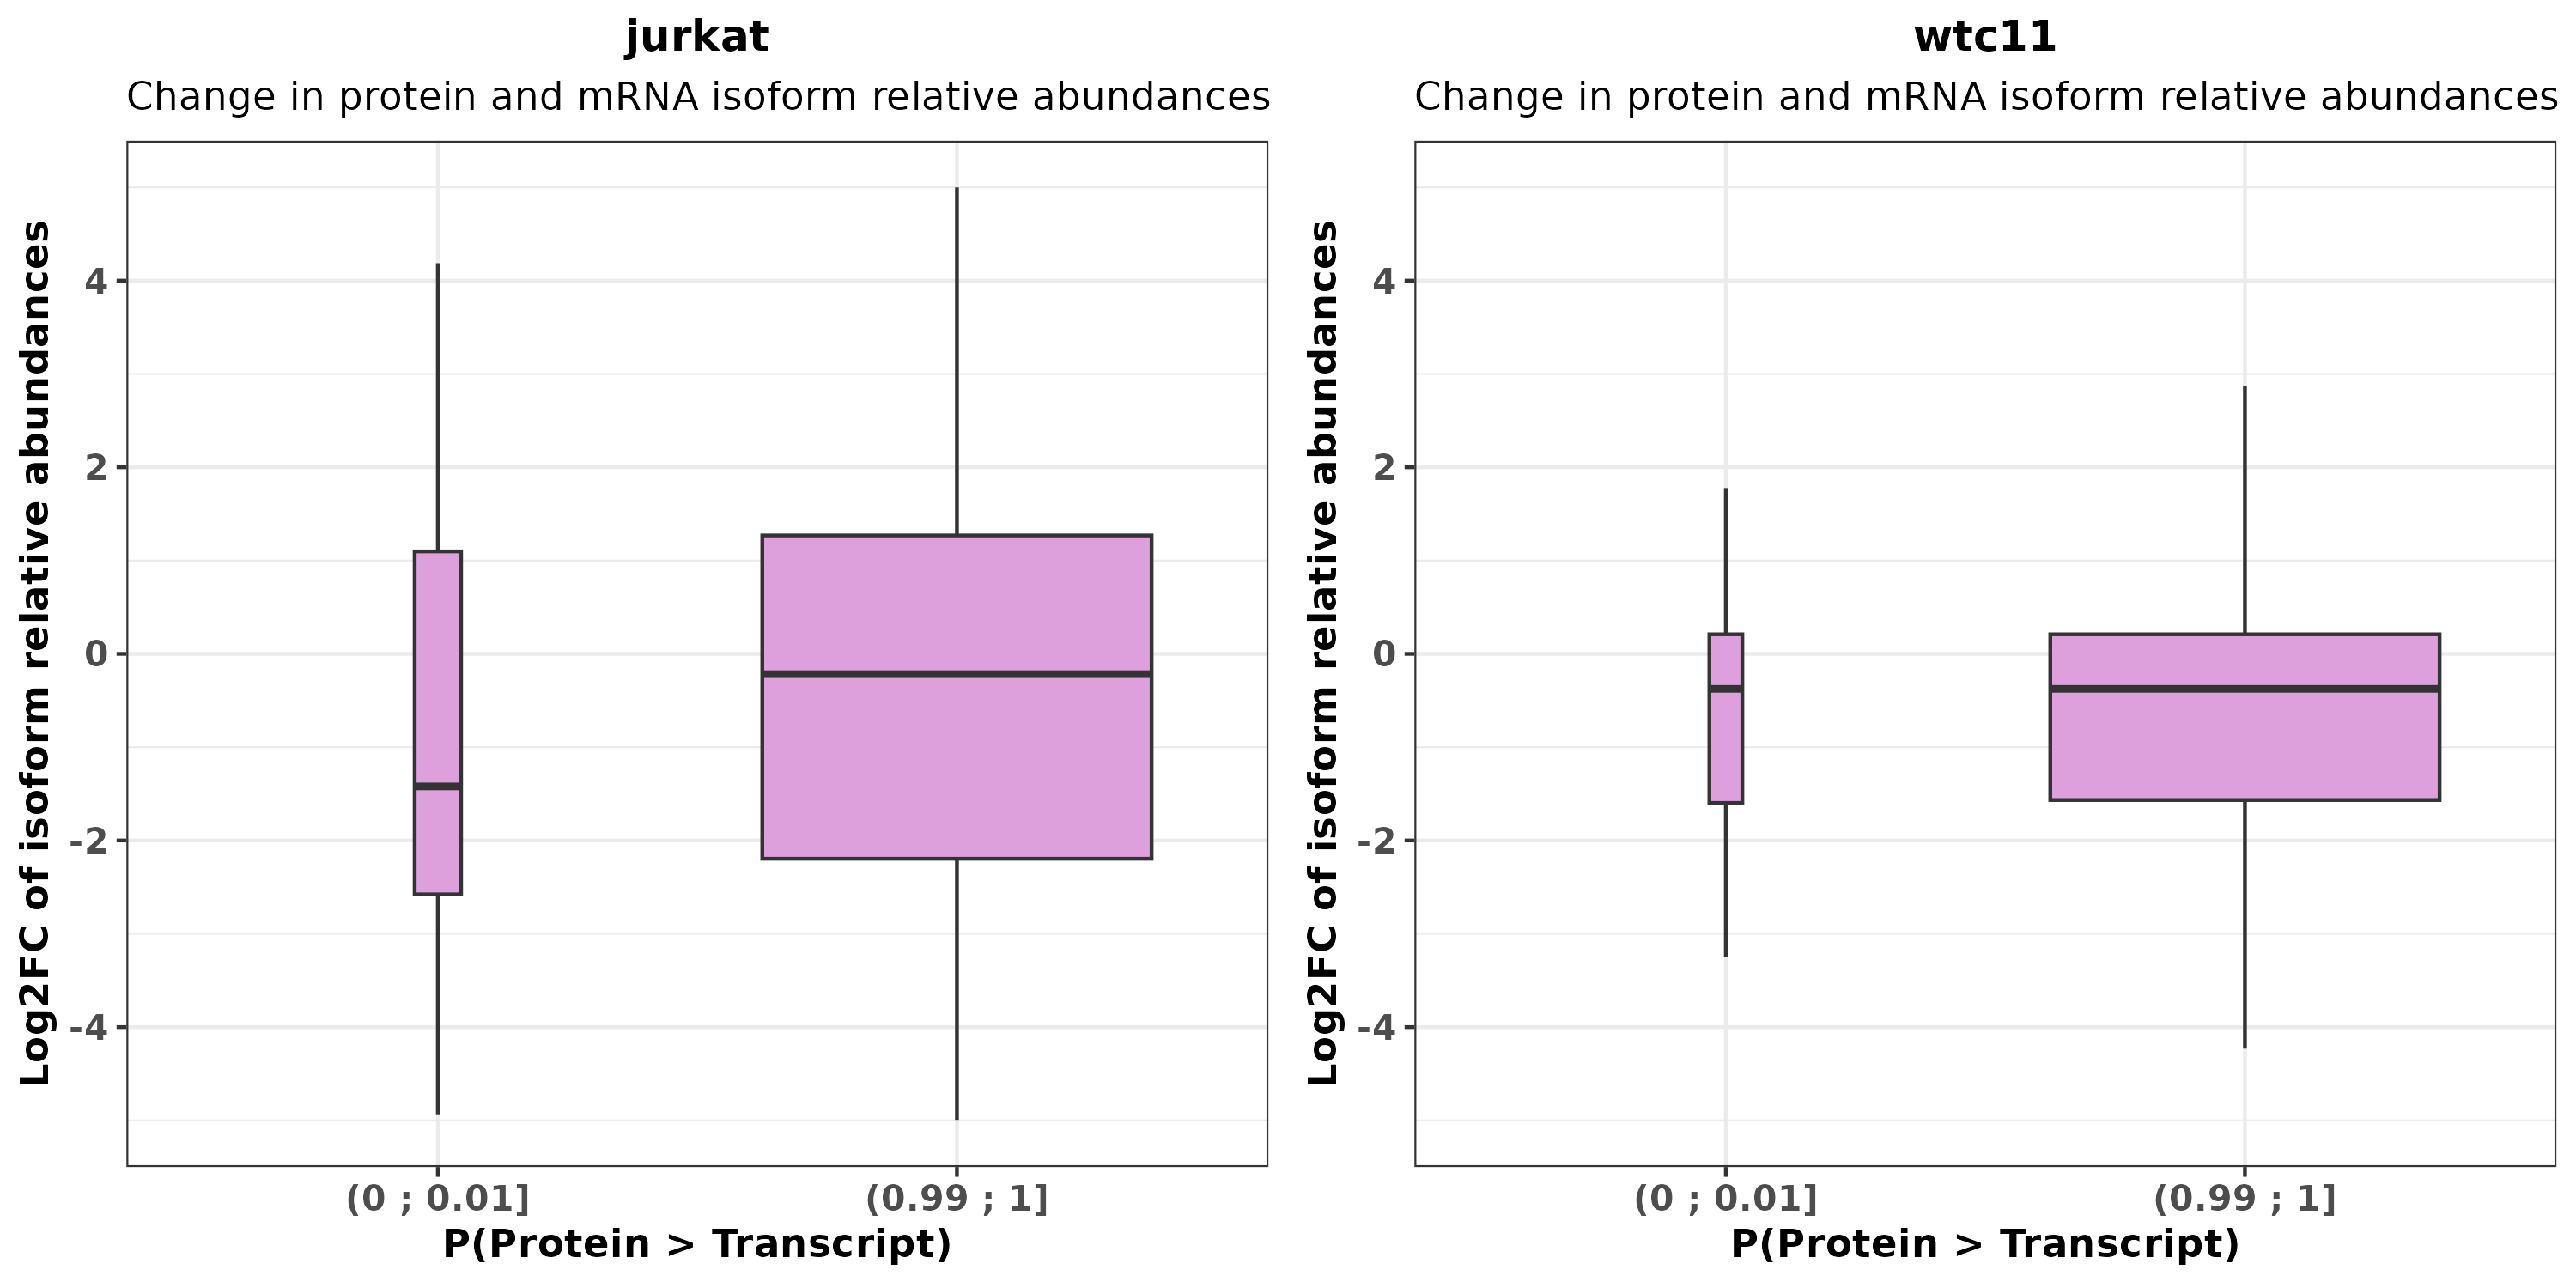 jurkat
Change in protein and mRNA isoform relative abundances
Log2FC of isoform relative abundances
4
2
0
-2
-4
(0 ; 0.01]
(0.99 ; 1]
P(Protein > Transcript)
wtc11
Change in protein and mRNA isoform relative abundances
Log2FC of isoform relative abundances
4
2
0
-2
-4
(0 ; 0.01]
(0.99 ; 1]
P(Protein > Transcript)